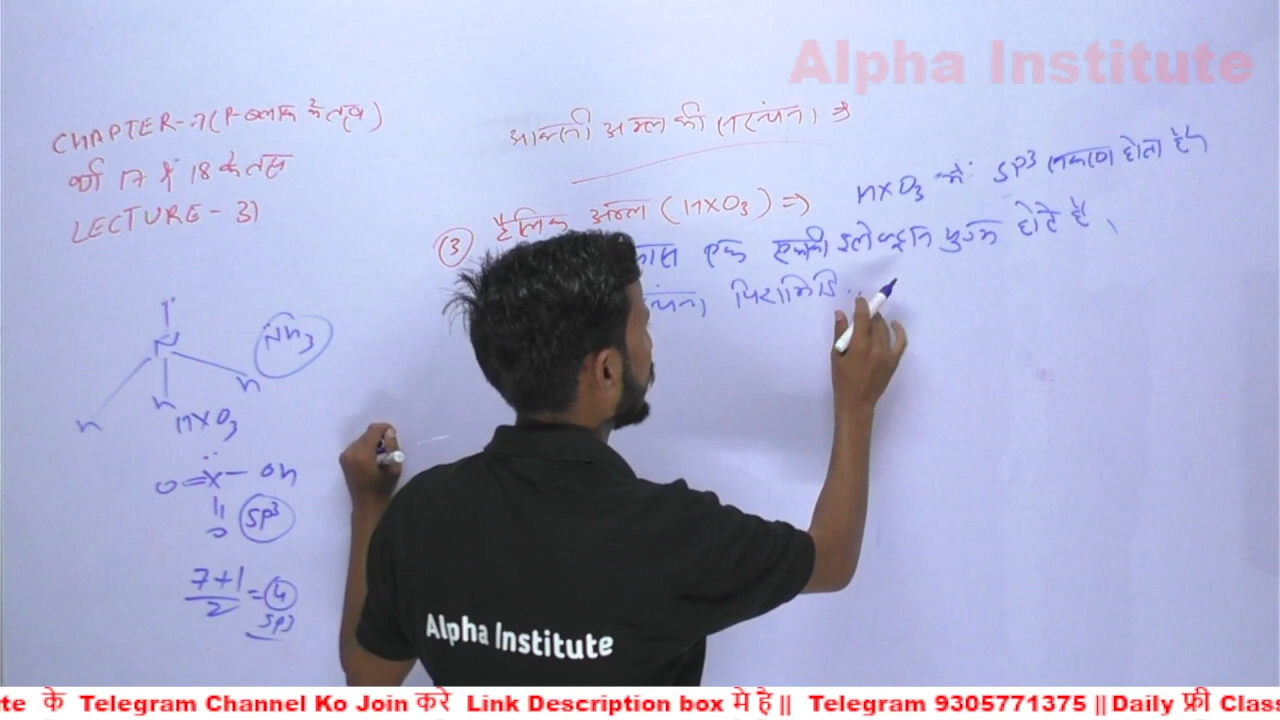 Alpha Institute
CHAPTER-7 (P-ब्लाक के तत्व)
वर्ग 17 & 18 के तत्व
LECTURE - 31
आक्सी अम्ल की संरचना ⇒
③ हैलिक अम्ल (HXO3) ⇒
HXO3 में SP3 संकरण होता है।
पास एक एकाकी इलेक्ट्रान युग्म होते है,
पिरामिडि
N
NH3
H
H
H
HXO3
O=X-OH
O
SP3
7+1/2 = 4
SP3
Alpha Institute
te के Telegram Channel Ko Join करे Link Description box मे है || Telegram 9305771375 || Daily फ्री Class